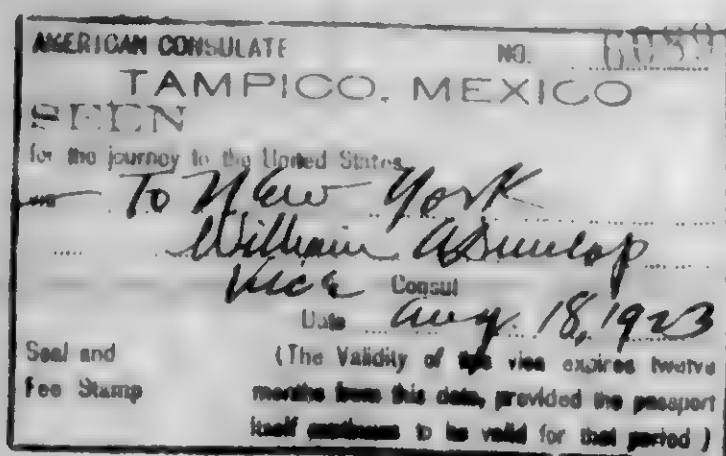 AMERICAN CONSULATE NO.
TAMPICO, MEXICO
SEEN
for the journey to the United States
via To New York
William A Dunlop
Vice Consul
Date Aug. 18, 1923
Seal and
Fee Stamp
(The Validity of this visa expires twelve
months from this date, provided the passport
itself continues to be valid for that period)